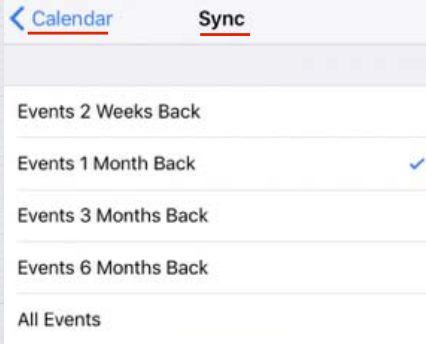 Calendar Sync
Events 2 Weeks Back
Events 1 Month Back
Events 3 Months Back
Events 6 Months Back
All Events